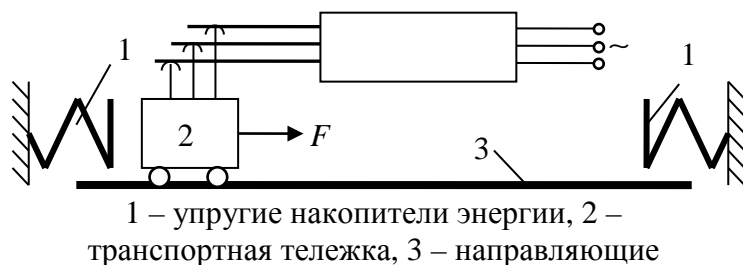 1
1
~
2
F
3
1 – упругие накопители энергии, 2 –
транспортная тележка, 3 – направляющие